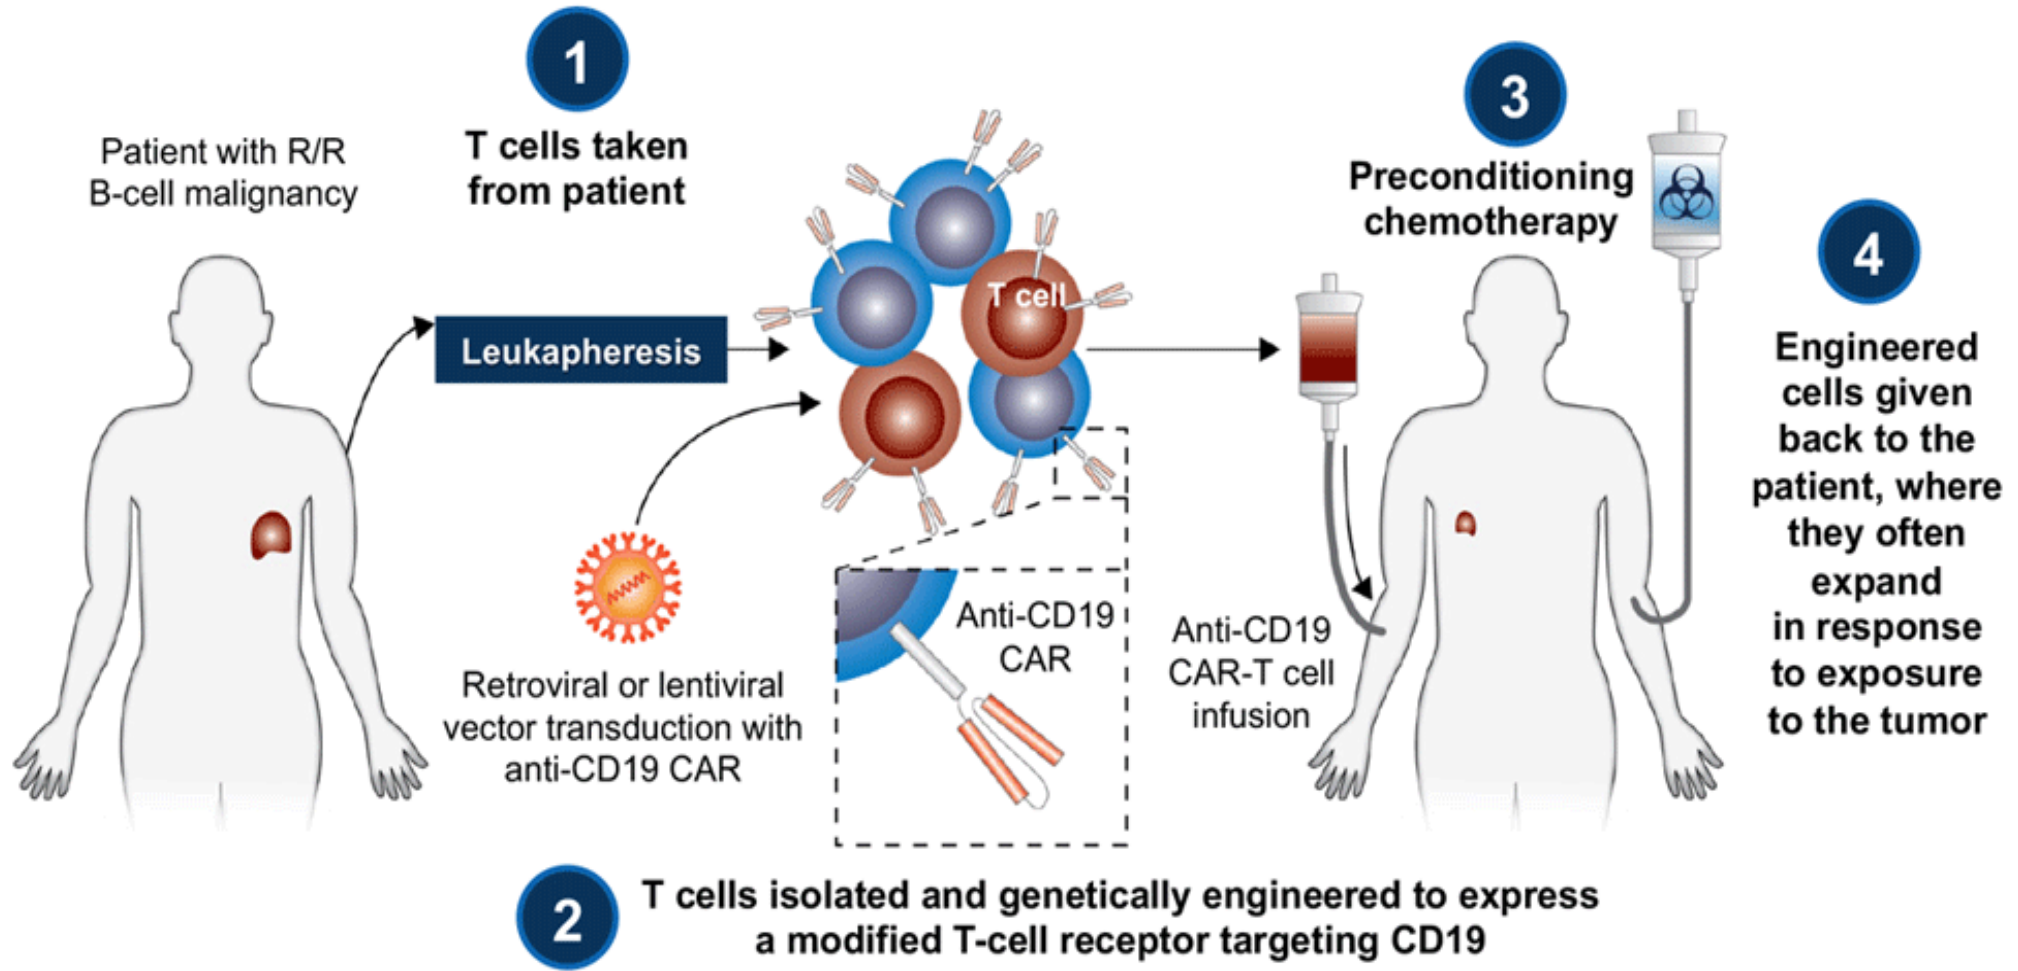 Patient with R/R
B-cell malignancy
1
T cells taken
from patient
Leukapheresis
T cell
Retroviral or lentiviral
vector transduction with
anti-CD19 CAR
Anti-CD19
CAR
2
T cells isolated and genetically engineered to express
a modified T-cell receptor targeting CD19
3
Preconditioning
chemotherapy
Anti-CD19
CAR-T cell
infusion
4
Engineered
cells given
back to the
patient, where
they often
expand
in response
to exposure
to the tumor